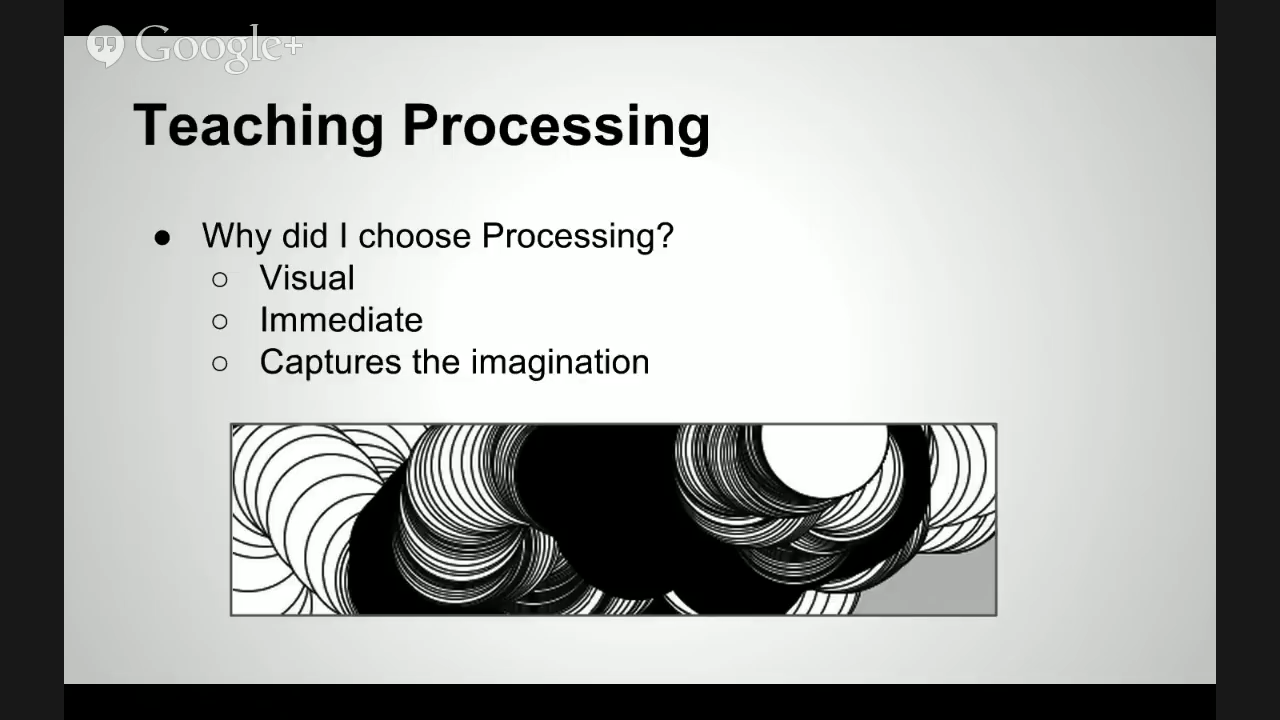 Google+
Teaching Processing
● Why did I choose Processing?
○ Visual
○ Immediate
○ Captures the imagination